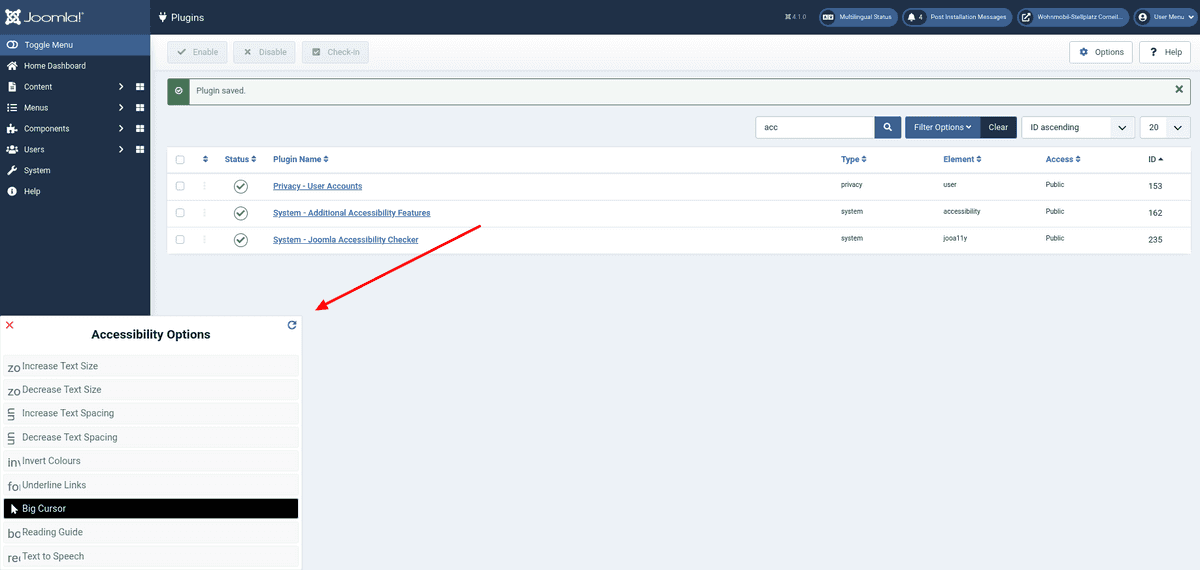 Joomla!
Plugins
4.1.0
Multilingual Status
4 Post Installation Messages
Wohnmobil-Stellplatz Corneli...
User Menu
Toggle Menu
Home Dashboard
Content
Menus
Components
Users
System
Help
Enable
Disable
Check-in
Options
Help
Plugin saved.
acc
Filter Options
Clear
ID ascending
20
Status Plugin Name Type Element Access ID
Privacy - User Accounts privacy user Public 153
System - Additional Accessibility Features system accessibility Public 162
System - Joomla Accessibility Checker system jooa11y Public 235
Accessibility Options
zo Increase Text Size
zo Decrease Text Size
Increase Text Spacing
Decrease Text Spacing
inv Invert Colours
fo Underline Links
Big Cursor
bo Reading Guide
rec Text to Speech